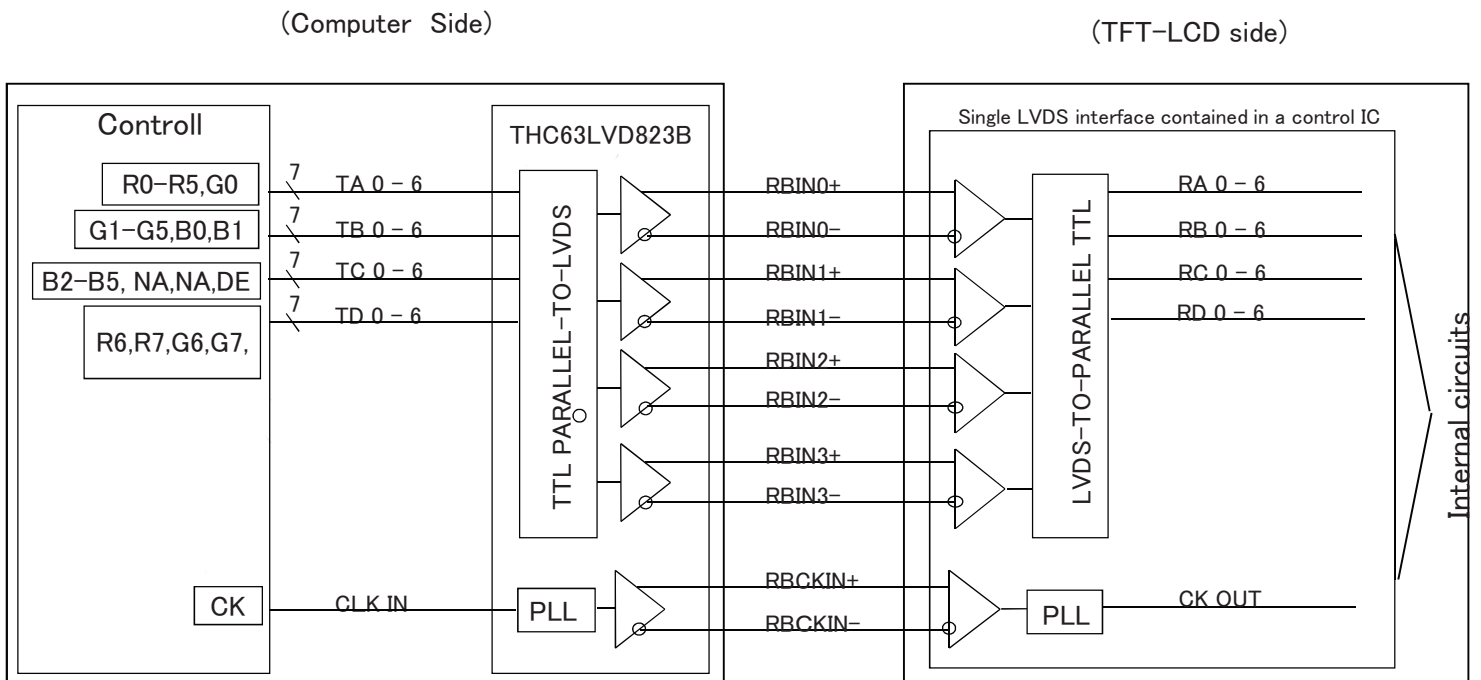 (Computer Side)
(TFT-LCD side)
Controll
THC63LVD823B
Single LVDS interface contained in a control IC
R0-R5,G0
7
TA 0 - 6
RBIN0+
RA 0 - 6
G1-G5,B0,B1
7
TB 0 - 6
RBIN0-
RB 0 - 6
B2-B5, NA,NA,DE
7
TC 0 - 6
RBIN1+
RC 0 - 6
R6,R7,G6,G7,
7
TD 0 - 6
RBIN1-
RD 0 - 6
TTL PARALLEL-TO-LVDS
LVDS-TO-PARALLEL TTL
Internal circuits
RBIN2+
RBIN2-
RBIN3+
RBIN3-
CK
CLK IN
PLL
RBCKIN+
RBCKIN-
PLL
CK OUT